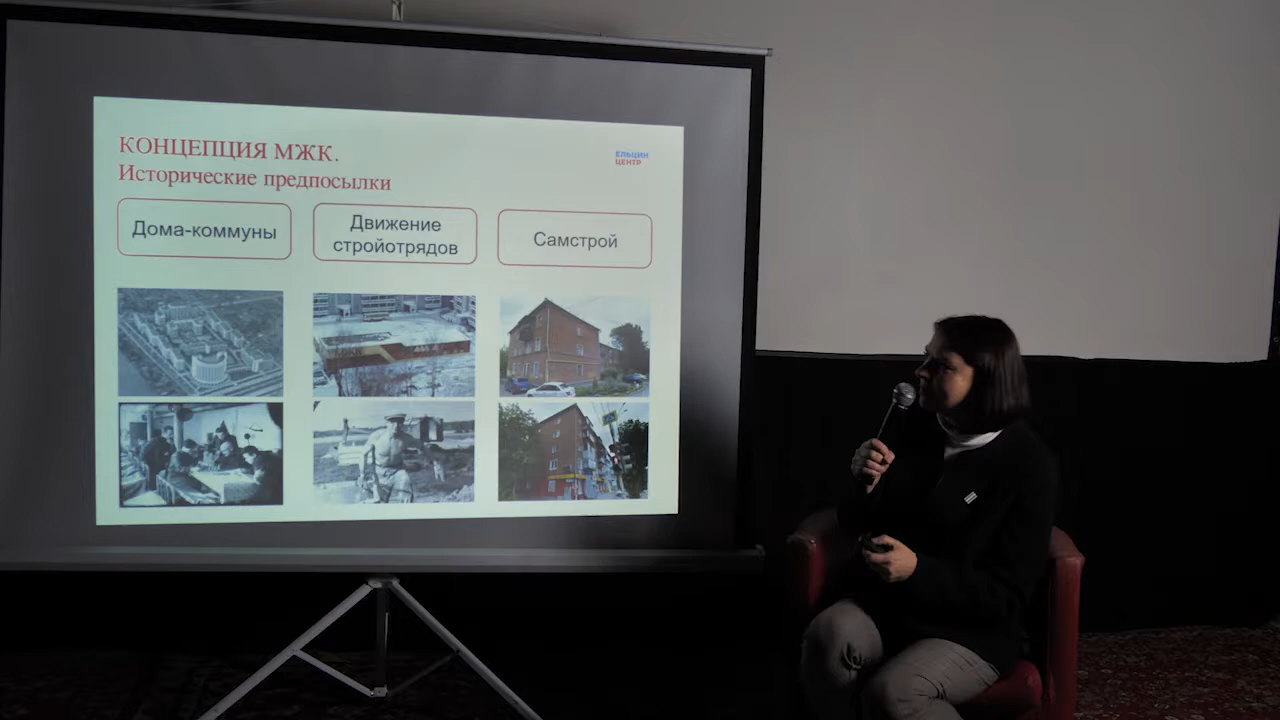 КОНЦЕПЦИЯ МЖК.
Исторические предпосылки
ЕЛЬЦИН
ЦЕНТР
Дома-коммуны
Движение
стройотрядов
Самстрой